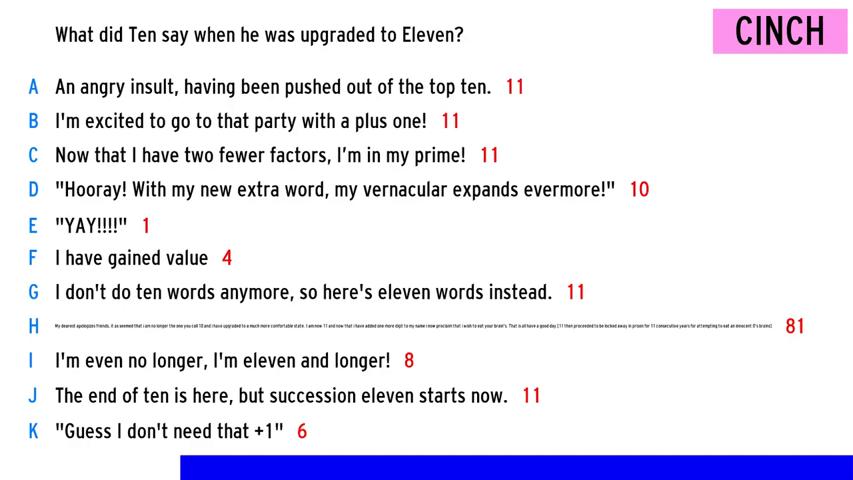 What did Ten say when he was upgraded to Eleven?
CINCH
A An angry insult, having been pushed out of the top ten. 11
B I'm excited to go to that party with a plus one! 11
C Now that I have two fewer factors, I'm in my prime! 11
D "Hooray! With my new extra word, my vernacular expands evermore!" 10
E "YAY!!!!" 1
F I have gained value 4
G I don't do ten words anymore, so here's eleven words instead. 11
H My dearest apologizes friends, it as seemed that i am no longer the one you call 10 and i have upgraded to a much more comfortable state. I am now 11 and now that i have added one more digit to my name i now proclaim that i wish to eat your brain's. That is all have a good day. [11 then proceeded to be locked away in prison for 11 consecutive years for attempting to eat an innocent 0's brains] 81
I I'm even no longer, I'm eleven and longer! 8
J The end of ten is here, but succession eleven starts now. 11
K "Guess I don't need that +1" 6